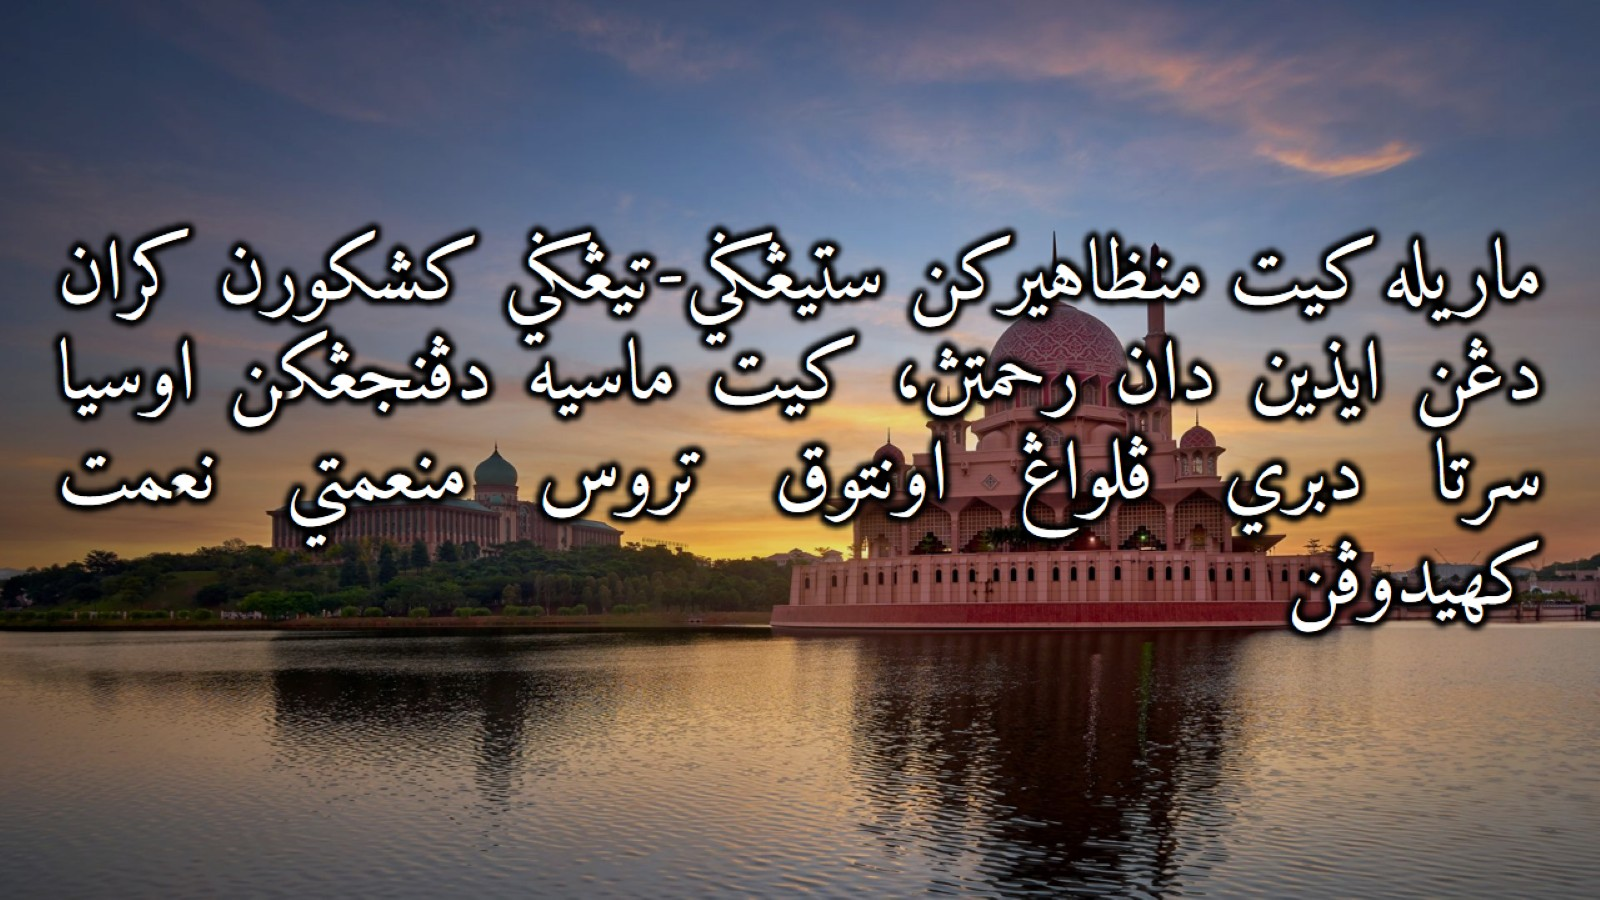 ماريله كيت منظاهيركن ستيڠݢي-تيڠݢي كشكورن كران
دڠن ايذين دان رحمتڽ، كيت ماسيه دڤنجڠكن اوسيا
سرتا دبري ڤلواڠ اونتوق تروس منعمتي نعمت
كهيدوڤن